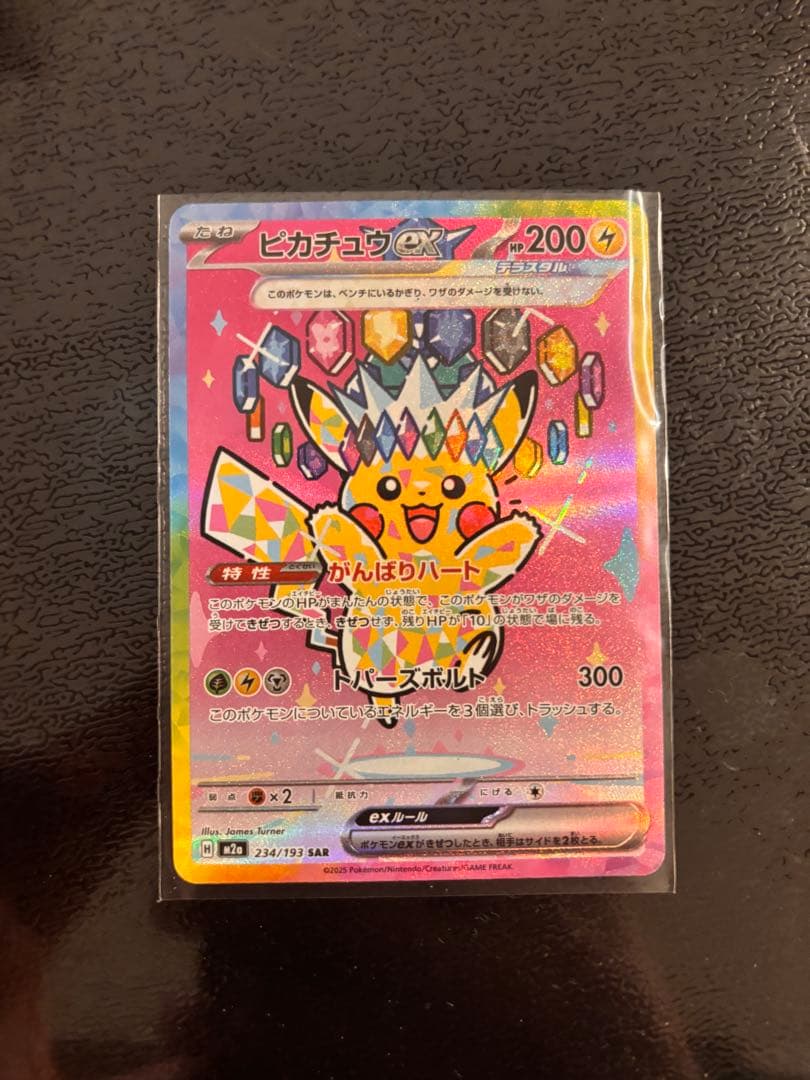 たね ピカチュウex HP200
テラスタル
このポケモンは、ベンチにいるかぎり、ワザのダメージを受けない。
特性 とくせい がんばりハート
このポケモンのHPがまんたんの状態で、このポケモンがワザのダメージを
受けてきぜつするとき、きぜつせず、残りHPが「10」の状態で場に残る。
トパーズボルト 300
このポケモンについているエネルギーを3個選び、トラッシュする。
弱点 ×2 抵抗力 にげる
exルール
ポケモンexがきぜつしたとき、相手はサイドを2枚とる。
Illus. James Turner
H M2a 234/193 SAR
©2025 Pokémon/Nintendo/Creatures/GAME FREAK.